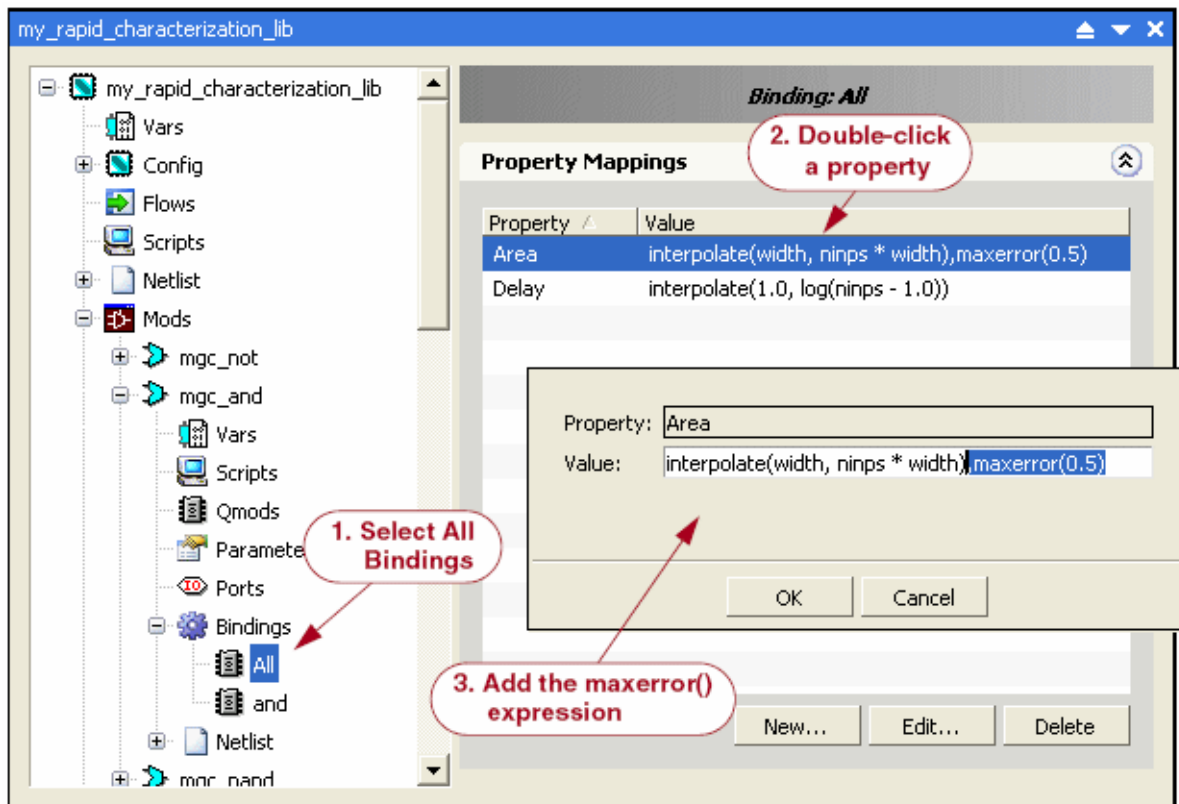 my_rapid_characterization_lib
my_rapid_characterization_lib
Vars
Config
Flows
Scripts
Netlist
Mods
mgc_not
mgc_and
Vars
Scripts
Qmods
Paramete
IO Ports
Bindings
All
and
Netlist
mgc_nand
1. Select All
Bindings
Binding: All
2. Double-click
a property
Property Mappings
Property Value
Area interpolate(width, ninps * width),maxerror(0.5)
Delay interpolate(1.0, log(ninps - 1.0))
Property: Area
Value: interpolate(width, ninps * width),maxerror(0.5)
OK Cancel
3. Add the maxerror()
expression
New... Edit... Delete